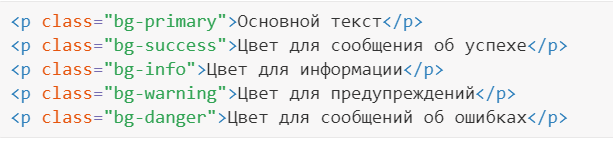 <p class="bg-primary">Основной текст</p>
<p class="bg-success">Цвет для сообщения об успехе</p>
<p class="bg-info">Цвет для информации</p>
<p class="bg-warning">Цвет для предупреждений</p>
<p class="bg-danger">Цвет для сообщений об ошибках</p>